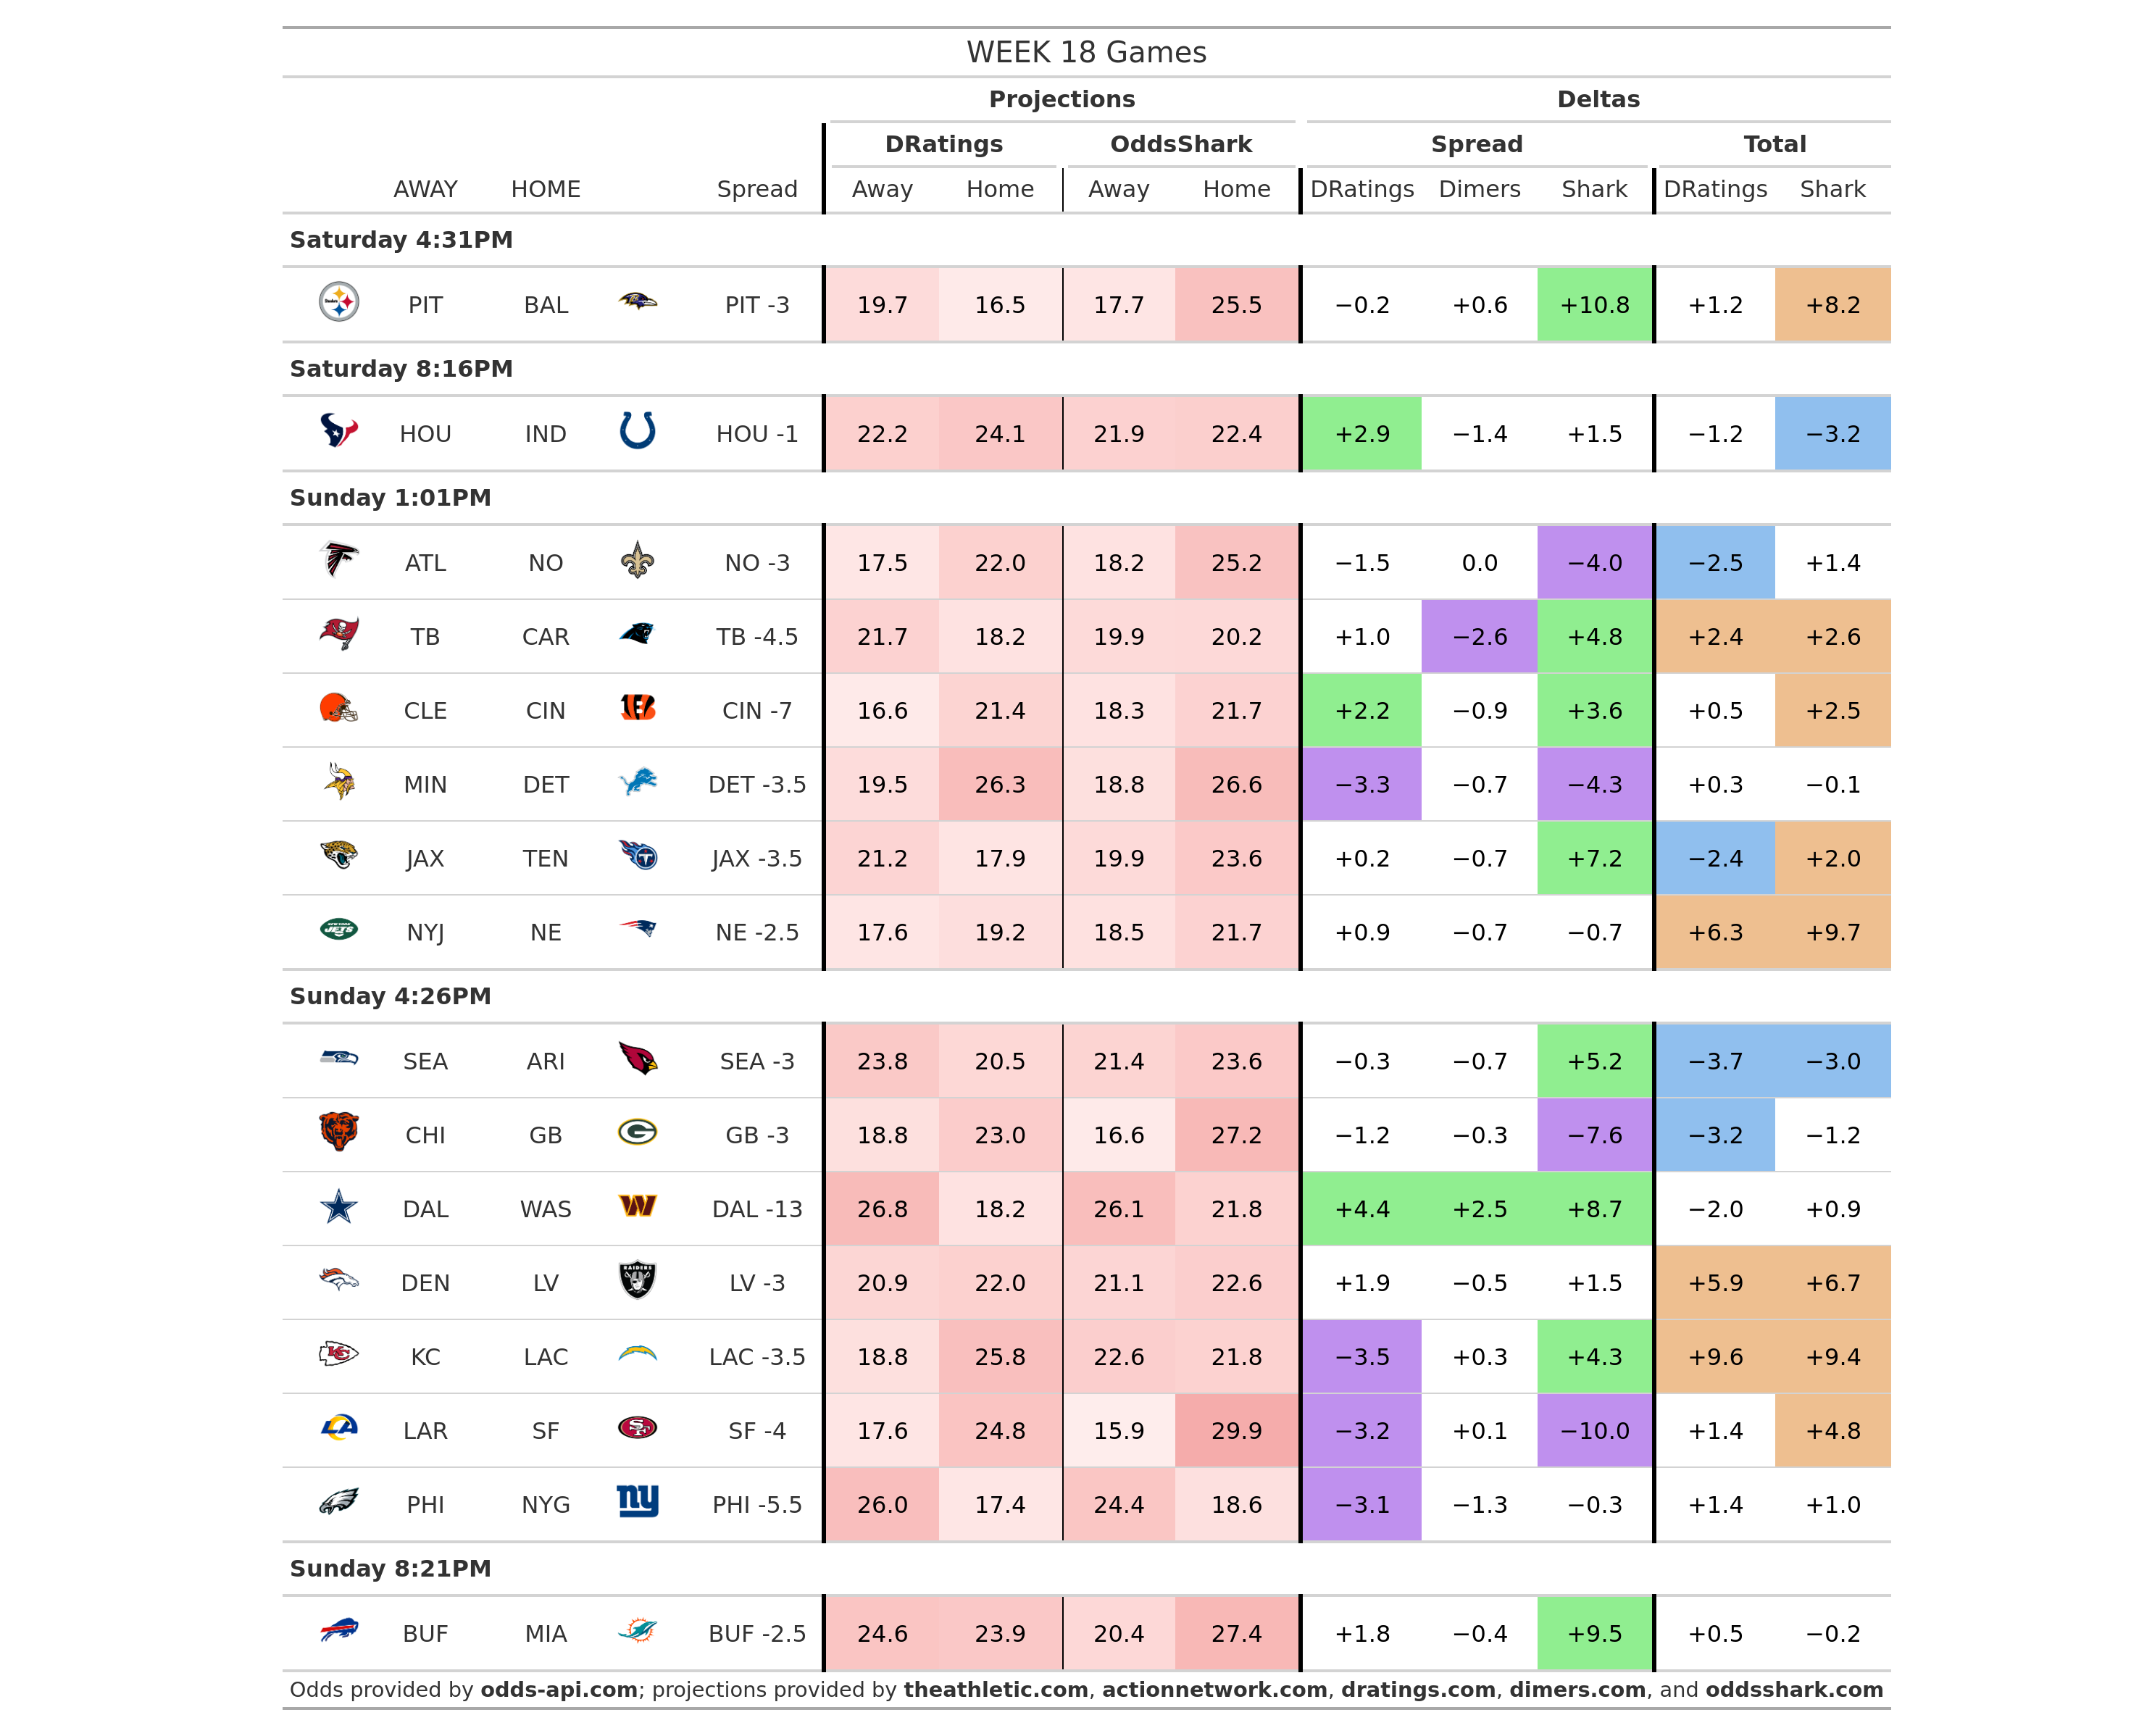 WEEK 18 Games
Projections Deltas
DRatings OddsShark Spread Total
AWAY HOME Spread Away Home Away Home DRatings Dimers Shark DRatings Shark
Saturday 4:31PM
PIT BAL PIT -3 19.7 16.5 17.7 25.5 −0.2 +0.6 +10.8 +1.2 +8.2
Saturday 8:16PM
HOU IND HOU -1 22.2 24.1 21.9 22.4 +2.9 −1.4 +1.5 −1.2 −3.2
Sunday 1:01PM
ATL NO NO -3 17.5 22.0 18.2 25.2 −1.5 0.0 −4.0 −2.5 +1.4
TB CAR TB -4.5 21.7 18.2 19.9 20.2 +1.0 −2.6 +4.8 +2.4 +2.6
CLE CIN CIN -7 16.6 21.4 18.3 21.7 +2.2 −0.9 +3.6 +0.5 +2.5
MIN DET DET -3.5 19.5 26.3 18.8 26.6 −3.3 −0.7 −4.3 +0.3 −0.1
JAX TEN JAX -3.5 21.2 17.9 19.9 23.6 +0.2 −0.7 +7.2 −2.4 +2.0
NYJ NE NE -2.5 17.6 19.2 18.5 21.7 +0.9 −0.7 −0.7 +6.3 +9.7
Sunday 4:26PM
SEA ARI SEA -3 23.8 20.5 21.4 23.6 −0.3 −0.7 +5.2 −3.7 −3.0
CHI GB GB -3 18.8 23.0 16.6 27.2 −1.2 −0.3 −7.6 −3.2 −1.2
DAL WAS DAL -13 26.8 18.2 26.1 21.8 +4.4 +2.5 +8.7 −2.0 +0.9
DEN LV LV -3 20.9 22.0 21.1 22.6 +1.9 −0.5 +1.5 +5.9 +6.7
KC LAC LAC -3.5 18.8 25.8 22.6 21.8 −3.5 +0.3 +4.3 +9.6 +9.4
LAR SF SF -4 17.6 24.8 15.9 29.9 −3.2 +0.1 −10.0 +1.4 +4.8
PHI NYG PHI -5.5 26.0 17.4 24.4 18.6 −3.1 −1.3 −0.3 +1.4 +1.0
Sunday 8:21PM
BUF MIA BUF -2.5 24.6 23.9 20.4 27.4 +1.8 −0.4 +9.5 +0.5 −0.2
Odds provided by odds-api.com; projections provided by theathletic.com, actionnetwork.com, dratings.com, dimers.com, and oddsshark.com